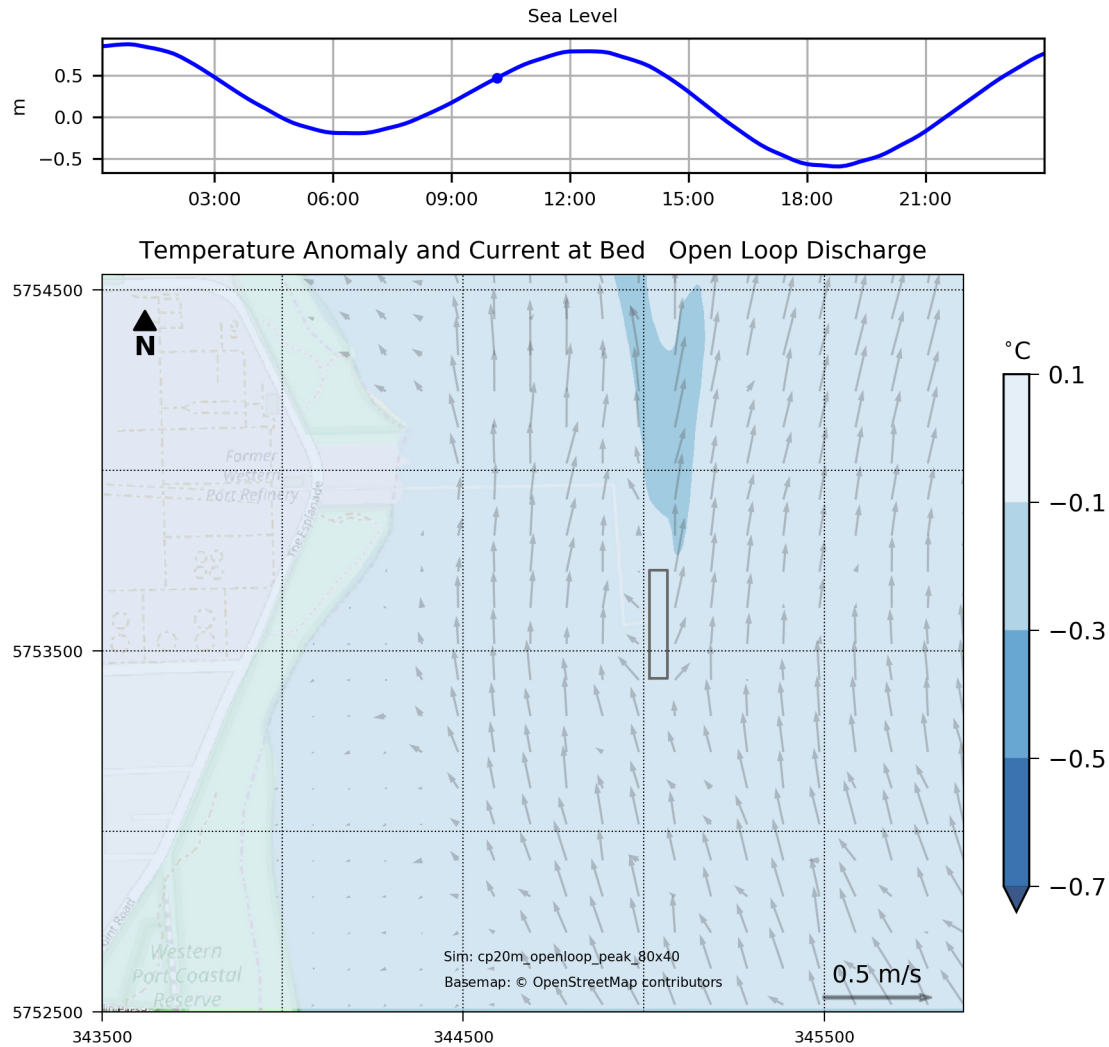 Sea Level
m
0.5
0.0
−0.5
03:00 06:00 09:00 12:00 15:00 18:00 21:00
Temperature Anomaly and Current at Bed   Open Loop Discharge
5754500
5753500
5752500
343500 344500 345500
N
Former
Western
Port Refinery
The Esplanade
Western
Port Coastal
Reserve
Sim: cp20m_openloop_peak_80x40
Basemap: © OpenStreetMap contributors
0.5 m/s
°C
0.1
−0.1
−0.3
−0.5
−0.7